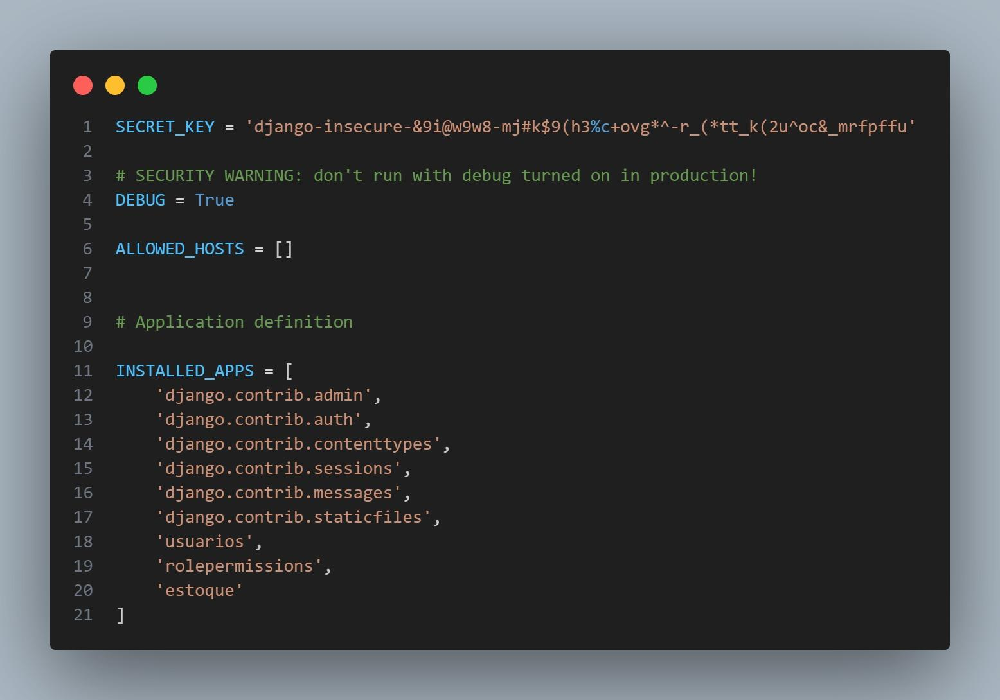 1 SECRET_KEY = 'django-insecure-&9i@w9w8-mj#k$9(h3%c+ovg*^-r_(*tt_k(2u^oc&_mrfpffu'
2
3 # SECURITY WARNING: don't run with debug turned on in production!
4 DEBUG = True
5
6 ALLOWED_HOSTS = []
7
8
9 # Application definition
10
11 INSTALLED_APPS = [
12     'django.contrib.admin',
13     'django.contrib.auth',
14     'django.contrib.contenttypes',
15     'django.contrib.sessions',
16     'django.contrib.messages',
17     'django.contrib.staticfiles',
18     'usuarios',
19     'rolepermissions',
20     'estoque'
21 ]